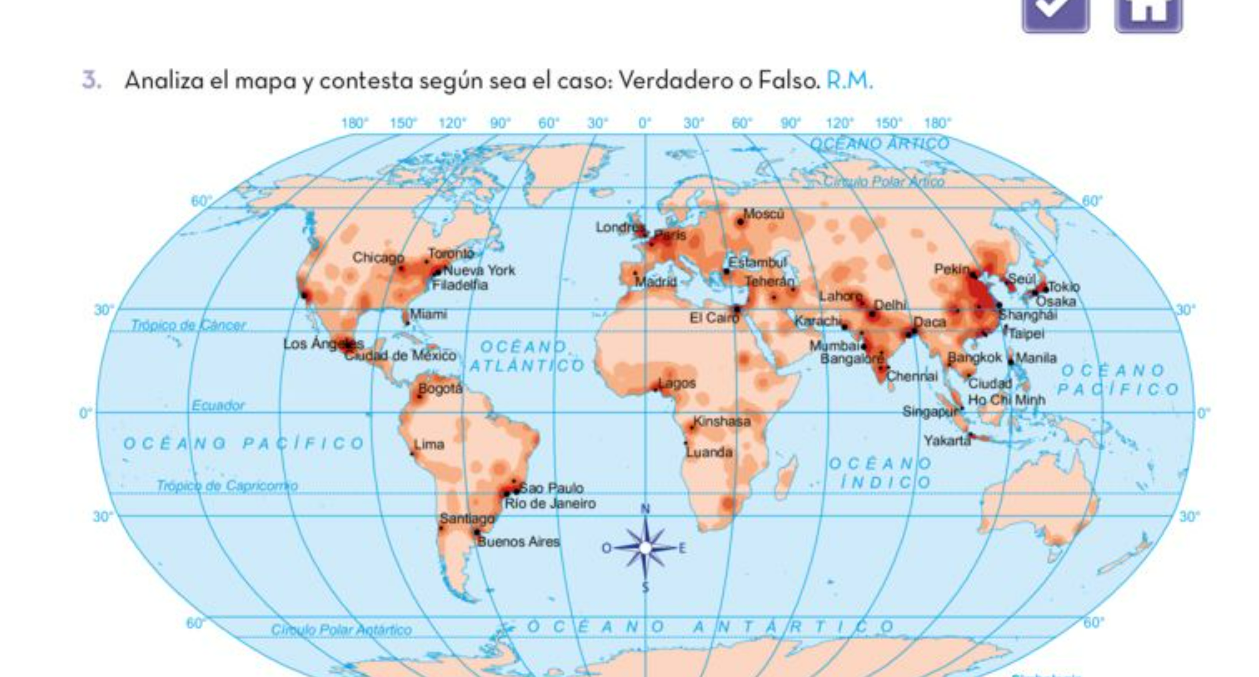 3. Analiza el mapa y contesta según sea el caso: Verdadero o Falso. R.M.
180° 150° 120° 90° 60° 30° 0° 30° 60° 90° 120° 150° 180°
OCÉANO ÁRTICO
Círculo Polar Ártico
60° 60°
Moscú
Londres
París
Chicago
Toronto
Nueva York
Filadelfia
Estambul
Madrid
Teherán
Pekín
Seúl
Tokio
Osaka
Lahore
Delhi
30° 30°
Miami
El Cairo
Karachi
Daca
Shanghái
Trópico de Cáncer
Taipei
Los Ángeles
Ciudad de México
OCÉANO
ATLÁNTICO
Mumbai
Bangalore
Bangkok
Manila
Chennai
OCÉANO
PACÍFICO
Bogotá
Lagos
Ciudad
Ho Chi Minh
Ecuador
0° 0°
Singapur
Kinshasa
OCÉANO PACÍFICO
Lima
Luanda
Yakarta
OCÉANO
ÍNDICO
Trópico de Capricornio
Sao Paulo
Río de Janeiro
30° 30°
Santiago
Buenos Aires
N
O E
S
60° 60°
Círculo Polar Antártico
OCÉANO ANTÁRTICO